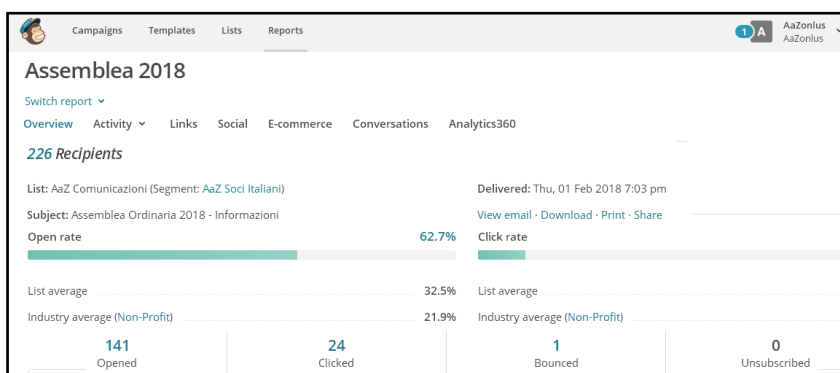 Campaigns Templates Lists Reports 1 A AaZonlus
AaZonlus
Assemblea 2018
Switch report
Overview Activity Links Social E-commerce Conversations Analytics360
226 Recipients
List: AaZ Comunicazioni (Segment: AaZ Soci Italiani) Delivered: Thu, 01 Feb 2018 7:03 pm
Subject: Assemblea Ordinaria 2018 - Informazioni View email · Download · Print · Share
Open rate 62.7% Click rate
List average 32.5% List average
Industry average (Non-Profit) 21.9% Industry average (Non-Profit)
141 24 1 0
Opened Clicked Bounced Unsubscribed